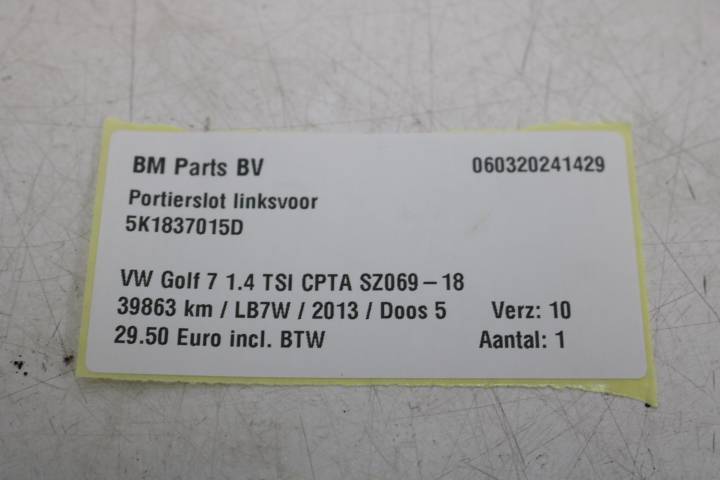 BM Parts BV 060320241429
Portierslot linksvoor
5K1837015D
VW Golf 7 1.4 TSI CPTA SZ069-18
39863 km / LB7W / 2013 / Doos 5 Verz: 10
29.50 Euro incl. BTW Aantal: 1